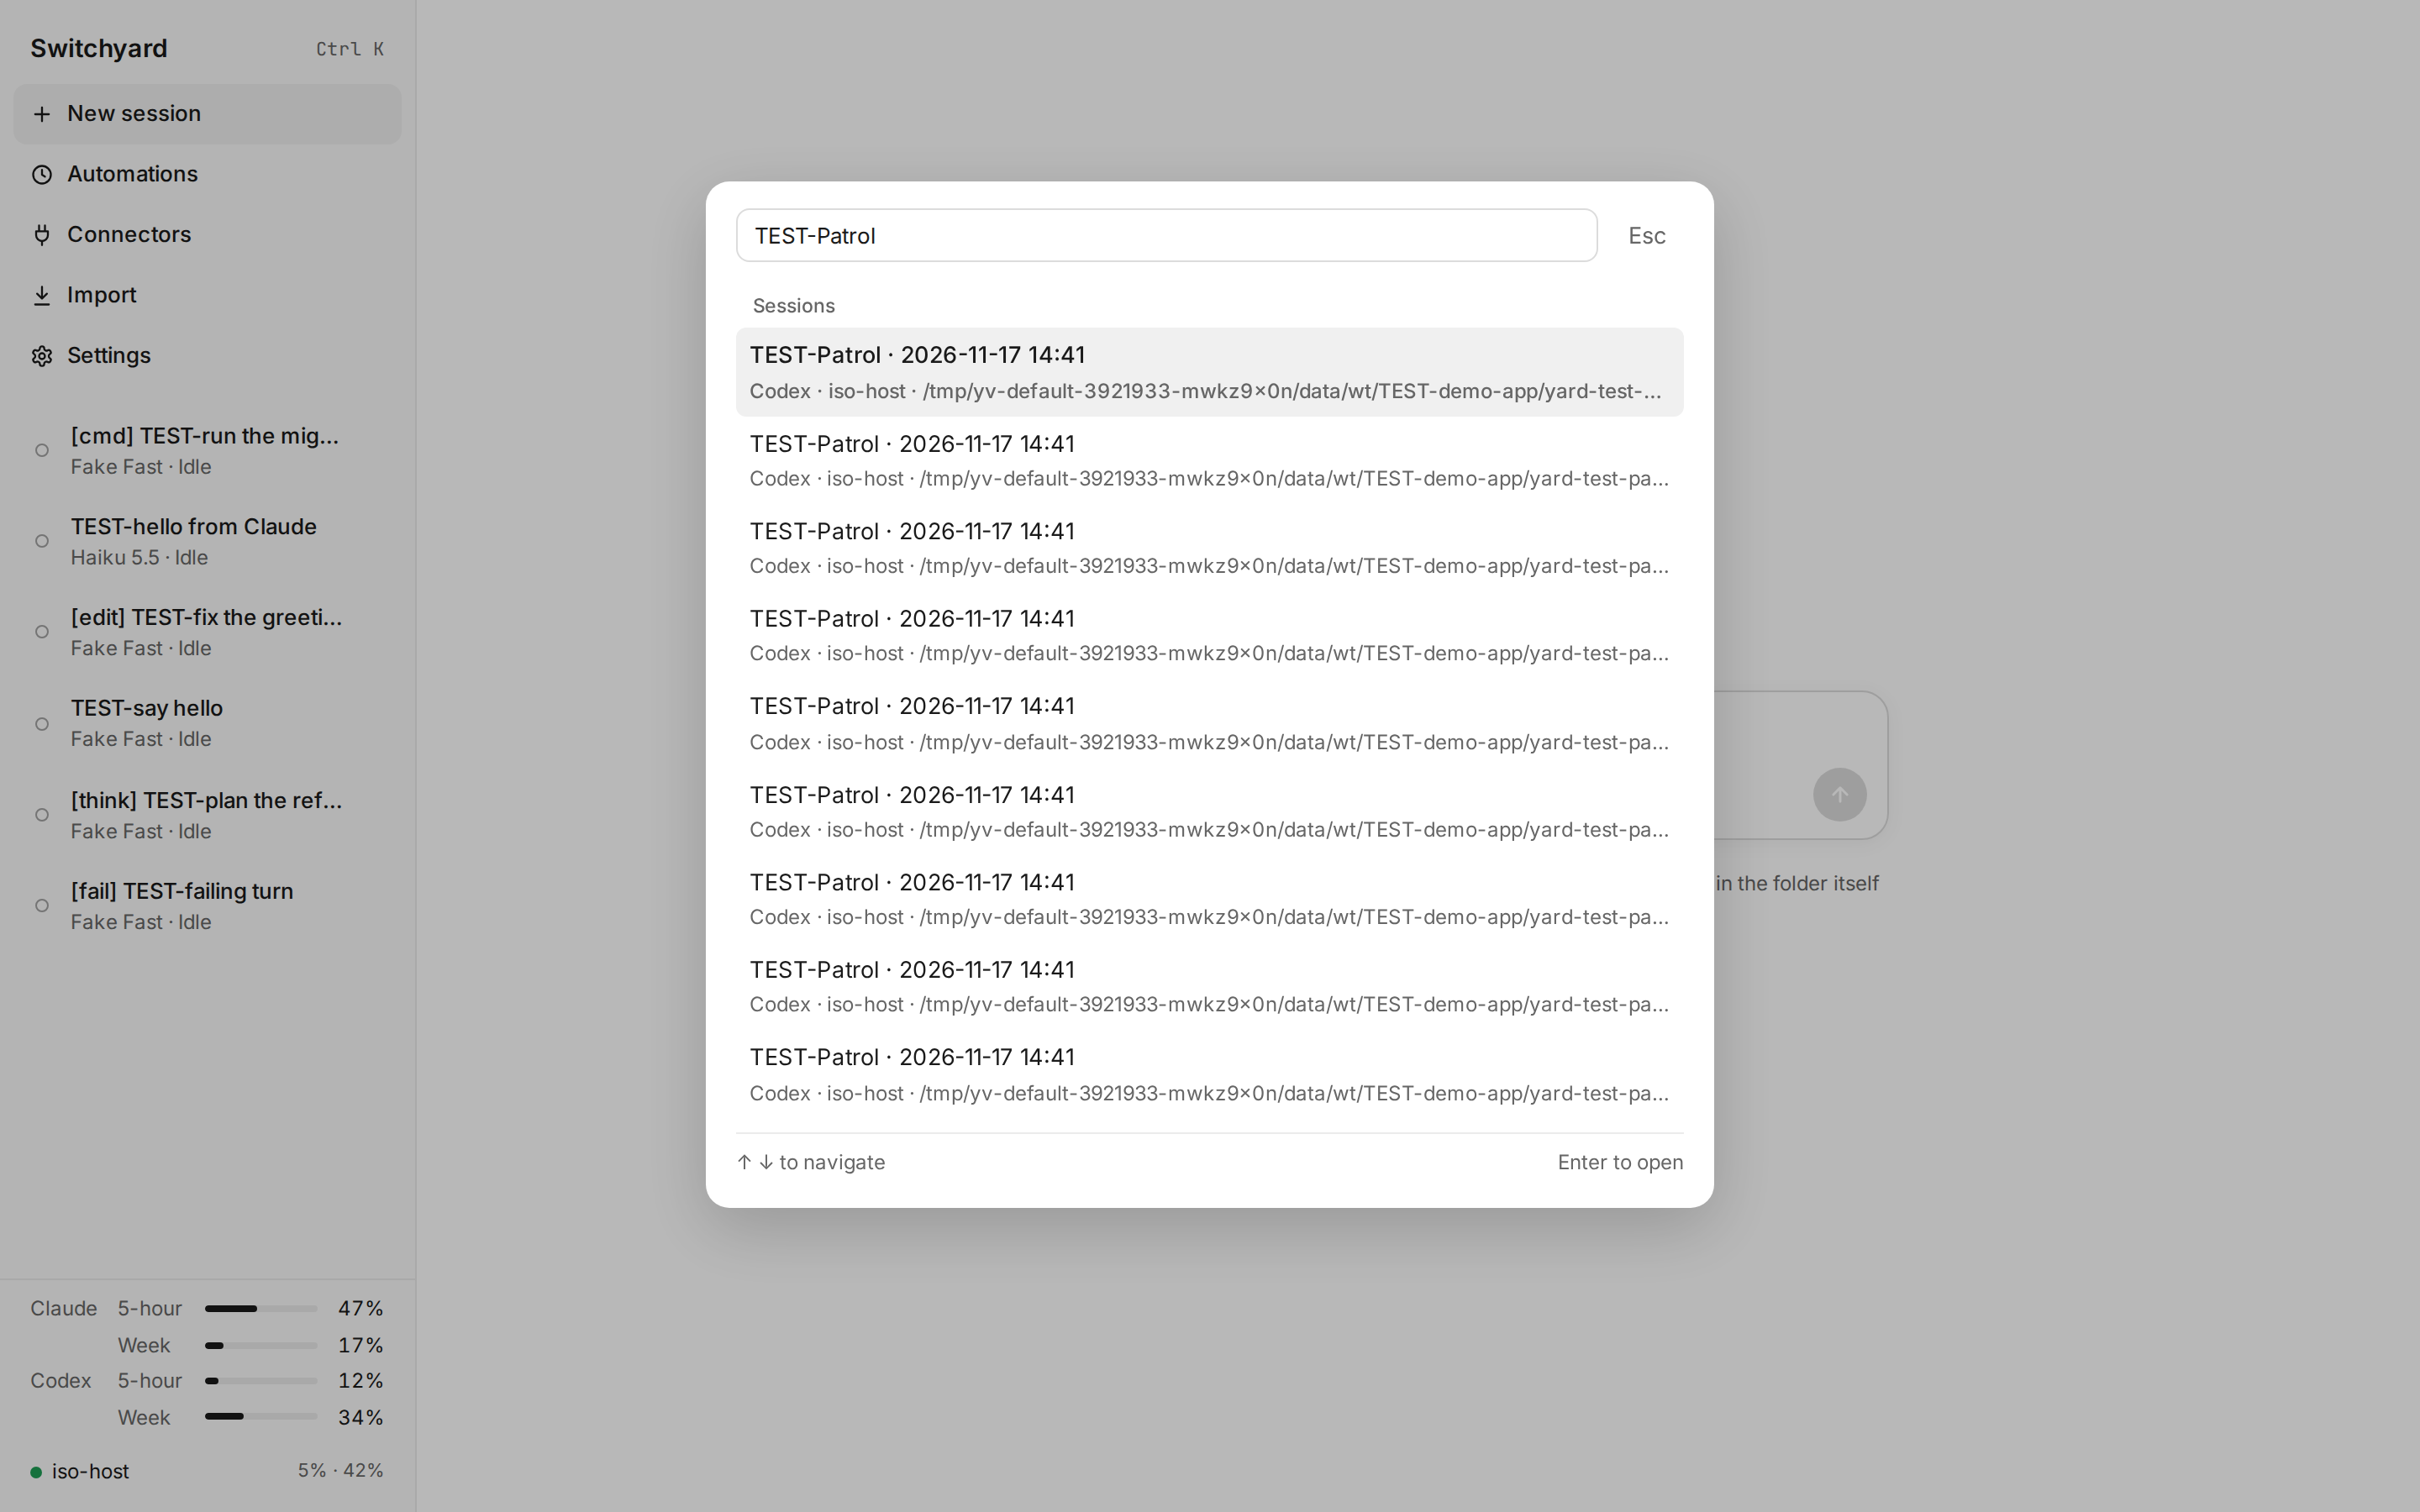 Switchyard Ctrl K
New session
Automations
Connectors
Import
Settings
[cmd] TEST-run the mig...
Fake Fast · Idle
TEST-hello from Claude
Haiku 5.5 · Idle
[edit] TEST-fix the greeti...
Fake Fast · Idle
TEST-say hello
Fake Fast · Idle
[think] TEST-plan the ref...
Fake Fast · Idle
[fail] TEST-failing turn
Fake Fast · Idle
Claude 5-hour 47%
Week 17%
Codex 5-hour 12%
Week 34%
iso-host 5% · 42%
TEST-Patrol Esc
Sessions
TEST-Patrol · 2026-11-17 14:41
Codex · iso-host · /tmp/yv-default-3921933-mwkz9×0n/data/wt/TEST-demo-app/yard-test-...
TEST-Patrol · 2026-11-17 14:41
Codex · iso-host · /tmp/yv-default-3921933-mwkz9×0n/data/wt/TEST-demo-app/yard-test-pa...
TEST-Patrol · 2026-11-17 14:41
Codex · iso-host · /tmp/yv-default-3921933-mwkz9×0n/data/wt/TEST-demo-app/yard-test-pa...
TEST-Patrol · 2026-11-17 14:41
Codex · iso-host · /tmp/yv-default-3921933-mwkz9×0n/data/wt/TEST-demo-app/yard-test-pa...
TEST-Patrol · 2026-11-17 14:41
Codex · iso-host · /tmp/yv-default-3921933-mwkz9×0n/data/wt/TEST-demo-app/yard-test-pa...
TEST-Patrol · 2026-11-17 14:41
Codex · iso-host · /tmp/yv-default-3921933-mwkz9×0n/data/wt/TEST-demo-app/yard-test-pa...
TEST-Patrol · 2026-11-17 14:41
Codex · iso-host · /tmp/yv-default-3921933-mwkz9×0n/data/wt/TEST-demo-app/yard-test-pa...
TEST-Patrol · 2026-11-17 14:41
Codex · iso-host · /tmp/yv-default-3921933-mwkz9×0n/data/wt/TEST-demo-app/yard-test-pa...
TEST-Patrol · 2026-11-17 14:41
Codex · iso-host · /tmp/yv-default-3921933-mwkz9×0n/data/wt/TEST-demo-app/yard-test-pa...
↑ ↓ to navigate Enter to open
in the folder itself